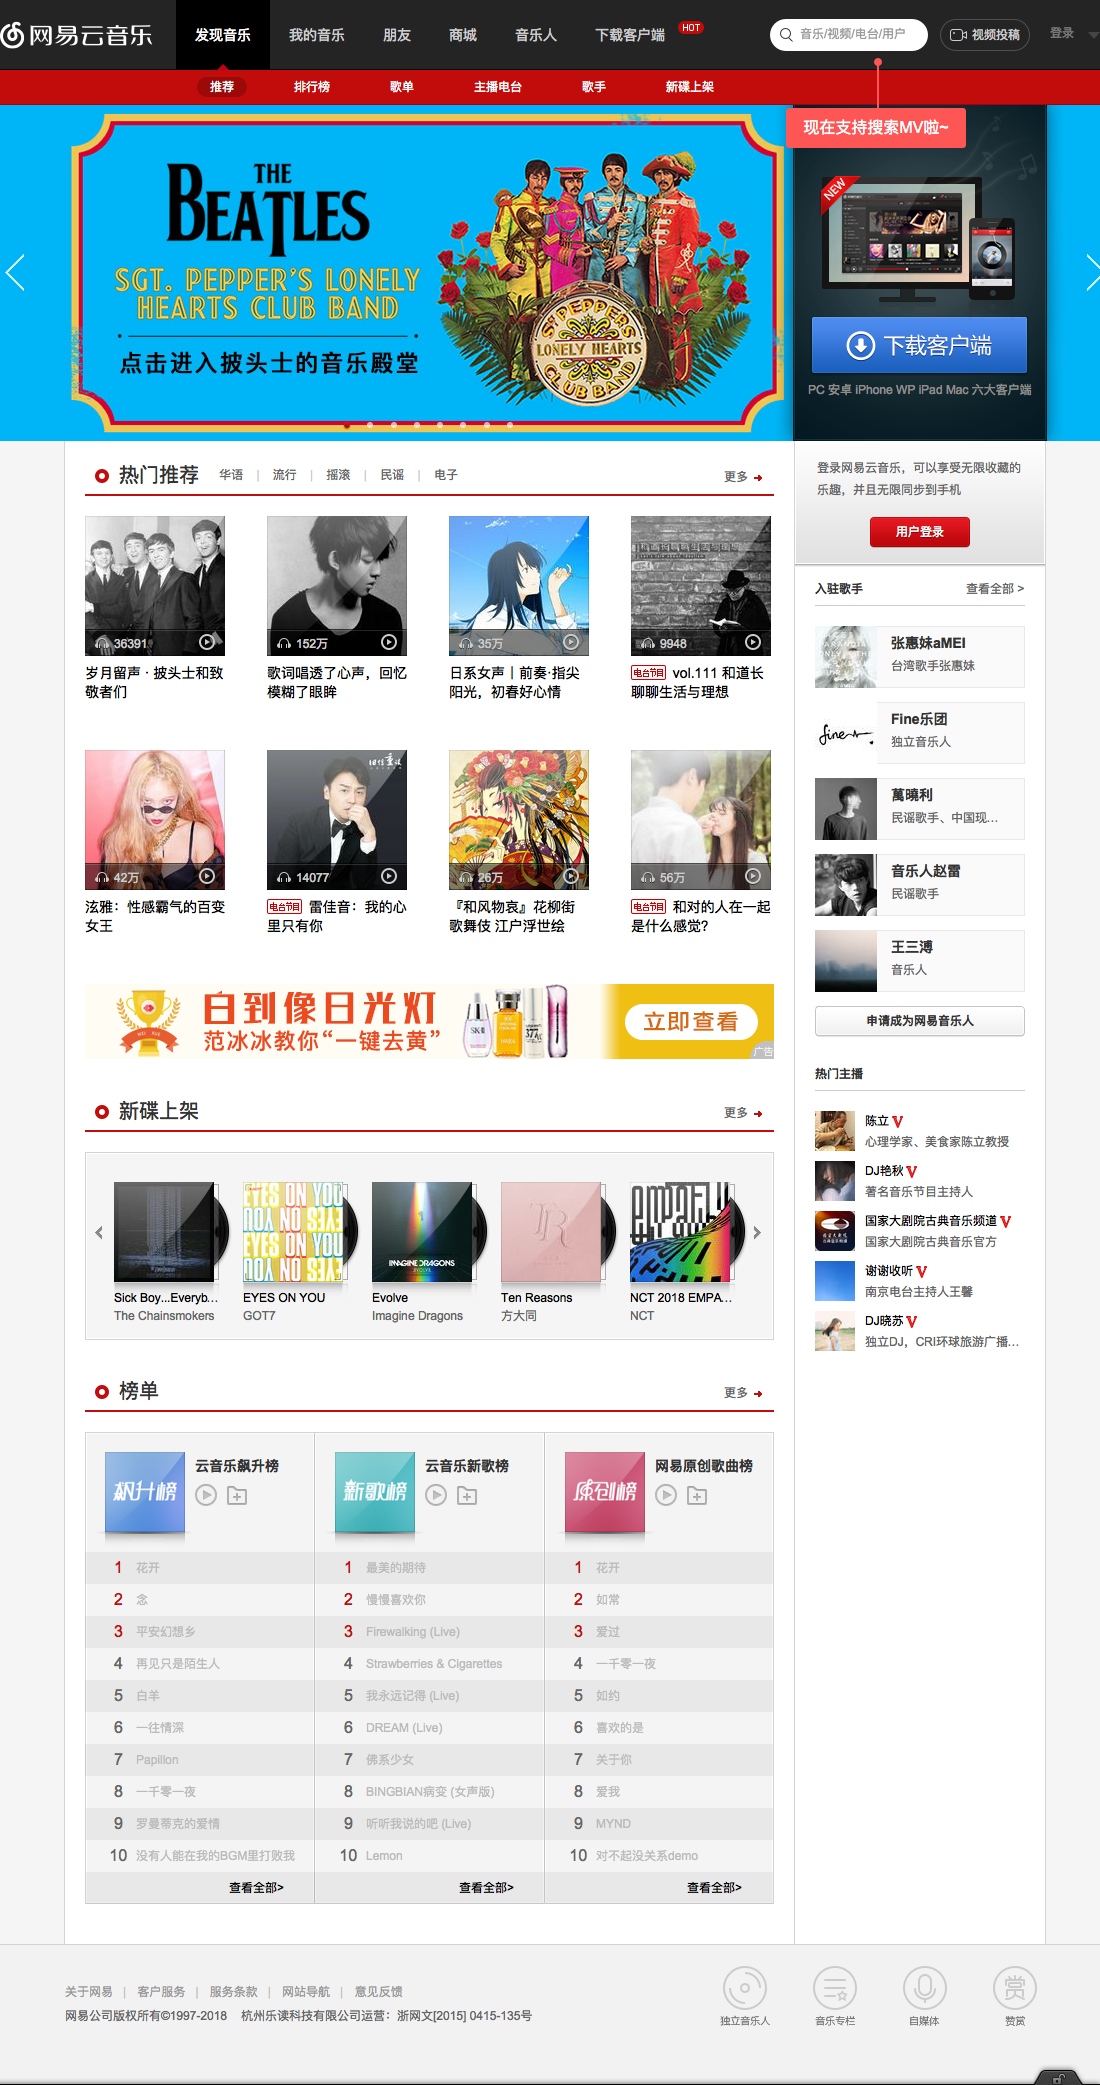 网易云音乐
发现音乐 我的音乐 朋友 商城 音乐人 下载客户端 HOT
音乐/视频/电台/用户
视频投稿
登录
推荐 排行榜 歌单 主播电台 歌手 新碟上架
现在支持搜索MV啦~
THE
BEATLES
SGT. PEPPER'S LONELY
HEARTS CLUB BAND
点击进入披头士的音乐殿堂
SGT. PEPPERS
LONELY HEARTS
CLUB BAND
NEW
下载客户端
PC 安卓 iPhone WP iPad Mac 六大客户端
热门推荐 华语 | 流行 | 摇滚 | 民谣 | 电子 更多
36391
岁月留声 · 披头士和致
敬者们
152万
歌词唱透了心声，回忆
模糊了眼眸
35万
日系女声丨前奏·指尖
阳光，初春好心情
9948
电台节目 vol.111 和道长
聊聊生活与理想
42万
泫雅：性感霸气的百变
女王
14077
电台节目 雷佳音：我的心
里只有你
26万
『和风物哀』花柳街
歌舞伎 江户浮世绘
56万
电台节目 和对的人在一起
是什么感觉?
白到像日光灯
范冰冰教你“一键去黄”
SK-II
立即查看
广告
新碟上架 更多
EYES ON YOU
IMAGINE DRAGONS
EVOLVE
TR
Sick Boy...Everyb...
The Chainsmokers
EYES ON YOU
GOT7
Evolve
Imagine Dragons
Ten Reasons
方大同
NCT 2018 EMPA...
NCT
榜单 更多
飙升榜
云音乐飙升榜
1 花开
2 念
3 平安幻想乡
4 再见只是陌生人
5 白羊
6 一往情深
7 Papillon
8 一千零一夜
9 罗曼蒂克的爱情
10 没有人能在我的BGM里打败我
查看全部>
新歌榜
云音乐新歌榜
1 最美的期待
2 慢慢喜欢你
3 Firewalking (Live)
4 Strawberries & Cigarettes
5 我永远记得 (Live)
6 DREAM (Live)
7 佛系少女
8 BINGBIAN病变 (女声版)
9 听听我说的吧 (Live)
10 Lemon
查看全部>
原创榜
网易原创歌曲榜
1 花开
2 如常
3 爱过
4 一千零一夜
5 如约
6 喜欢的是
7 关于你
8 爱我
9 MYND
10 对不起没关系demo
查看全部>
登录网易云音乐，可以享受无限收藏的
乐趣，并且无限同步到手机
用户登录
入驻歌手 查看全部 >
张惠妹aMEI
台湾歌手张惠妹
fine
Fine乐团
独立音乐人
萬曉利
民谣歌手、中国现...
音乐人赵雷
民谣歌手
王三溥
音乐人
申请成为网易音乐人
热门主播
陈立
心理学家、美食家陈立教授
DJ艳秋
著名音乐节目主持人
国家大剧院古典音乐频道
国家大剧院古典音乐官方
谢谢收听
南京电台主持人王馨
DJ晓苏
独立DJ，CRI环球旅游广播...
关于网易 | 客户服务 | 服务条款 | 网站导航 | 意见反馈
网易公司版权所有©1997-2018 杭州乐读科技有限公司运营：浙网文[2015] 0415-135号
独立音乐人
音乐专栏
自媒体
赏
赞赏